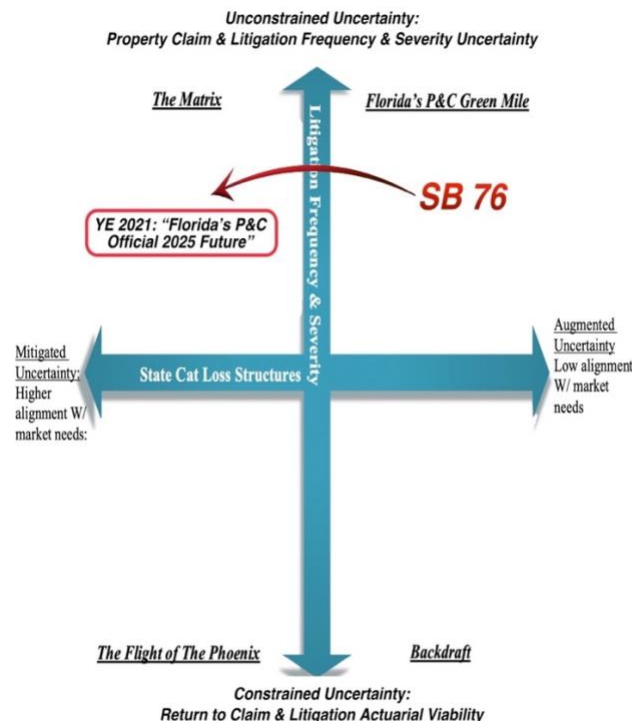 Unconstrained Uncertainty:
Property Claim & Litigation Frequency & Severity Uncertainty
The Matrix
Florida's P&C Green Mile
Litigation Frequency & Severity
SB 76
YE 2021: “Florida's P&C
Official 2025 Future”
Mitigated
Uncertainty:
Higher
alignment W/
market needs:
State Cat Loss Structures
Augmented
Uncertainty
Low alignment
W/ market
needs
The Flight of The Phoenix
Backdraft
Constrained Uncertainty:
Return to Claim & Litigation Actuarial Viability